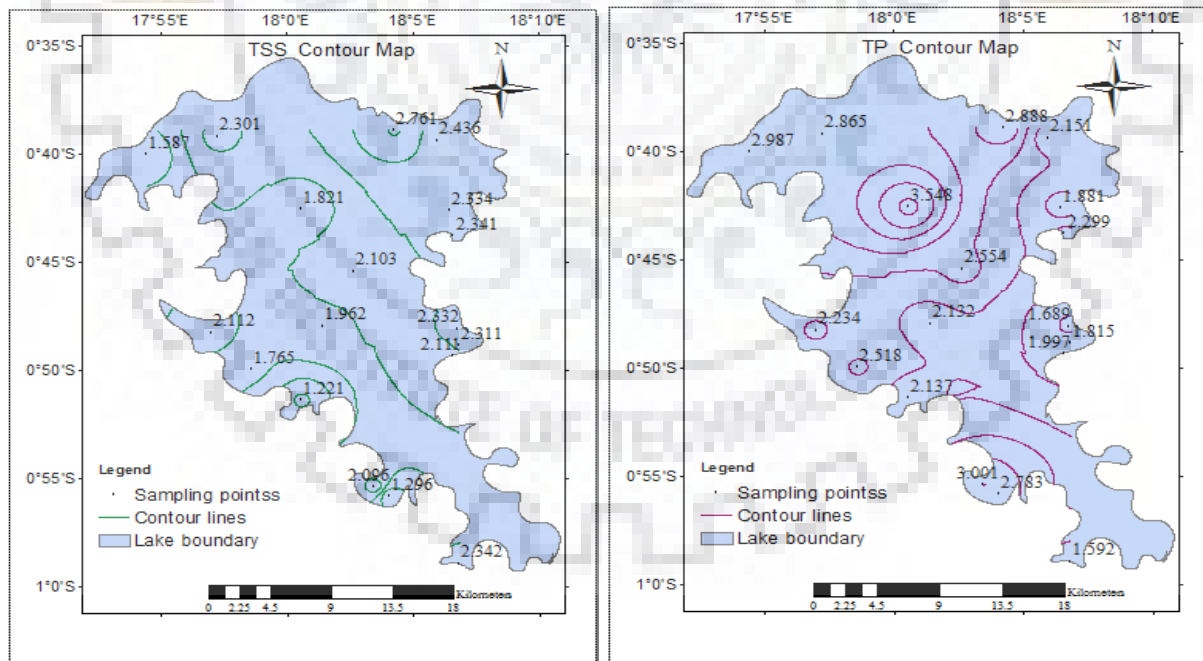 17°55'E 18°0'E 18°5'E 18°10'E
TSS_Contour Map
N
0°35'S
0°40'S
0°45'S
0°50'S
0°55'S
1°0'S
2.761
2.301
2.436
1.587
1.821
2.334
2.341
2.103
2.112
1.962
2.332
2.311
2.111
1.765
1.221
2.096
1.296
2.342
Legend
Sampling pointss
Contour lines
Lake boundary
0 2.25 4.5 9 13.5 18
Kilometers
17°55'E 18°0'E 18°5'E 18°10'E
TP_Contour Map
N
0°35'S
0°40'S
0°45'S
0°50'S
0°55'S
1°0'S
2.888
2.865
2.151
2.987
3.548
1.881
2.299
2.554
2.234
2.132
1.689
1.815
1.997
2.518
2.137
3.001
2.783
1.592
Legend
Sampling pointss
Contour lines
Lake boundary
0 2.25 4.5 9 13.5 18
Kilometers